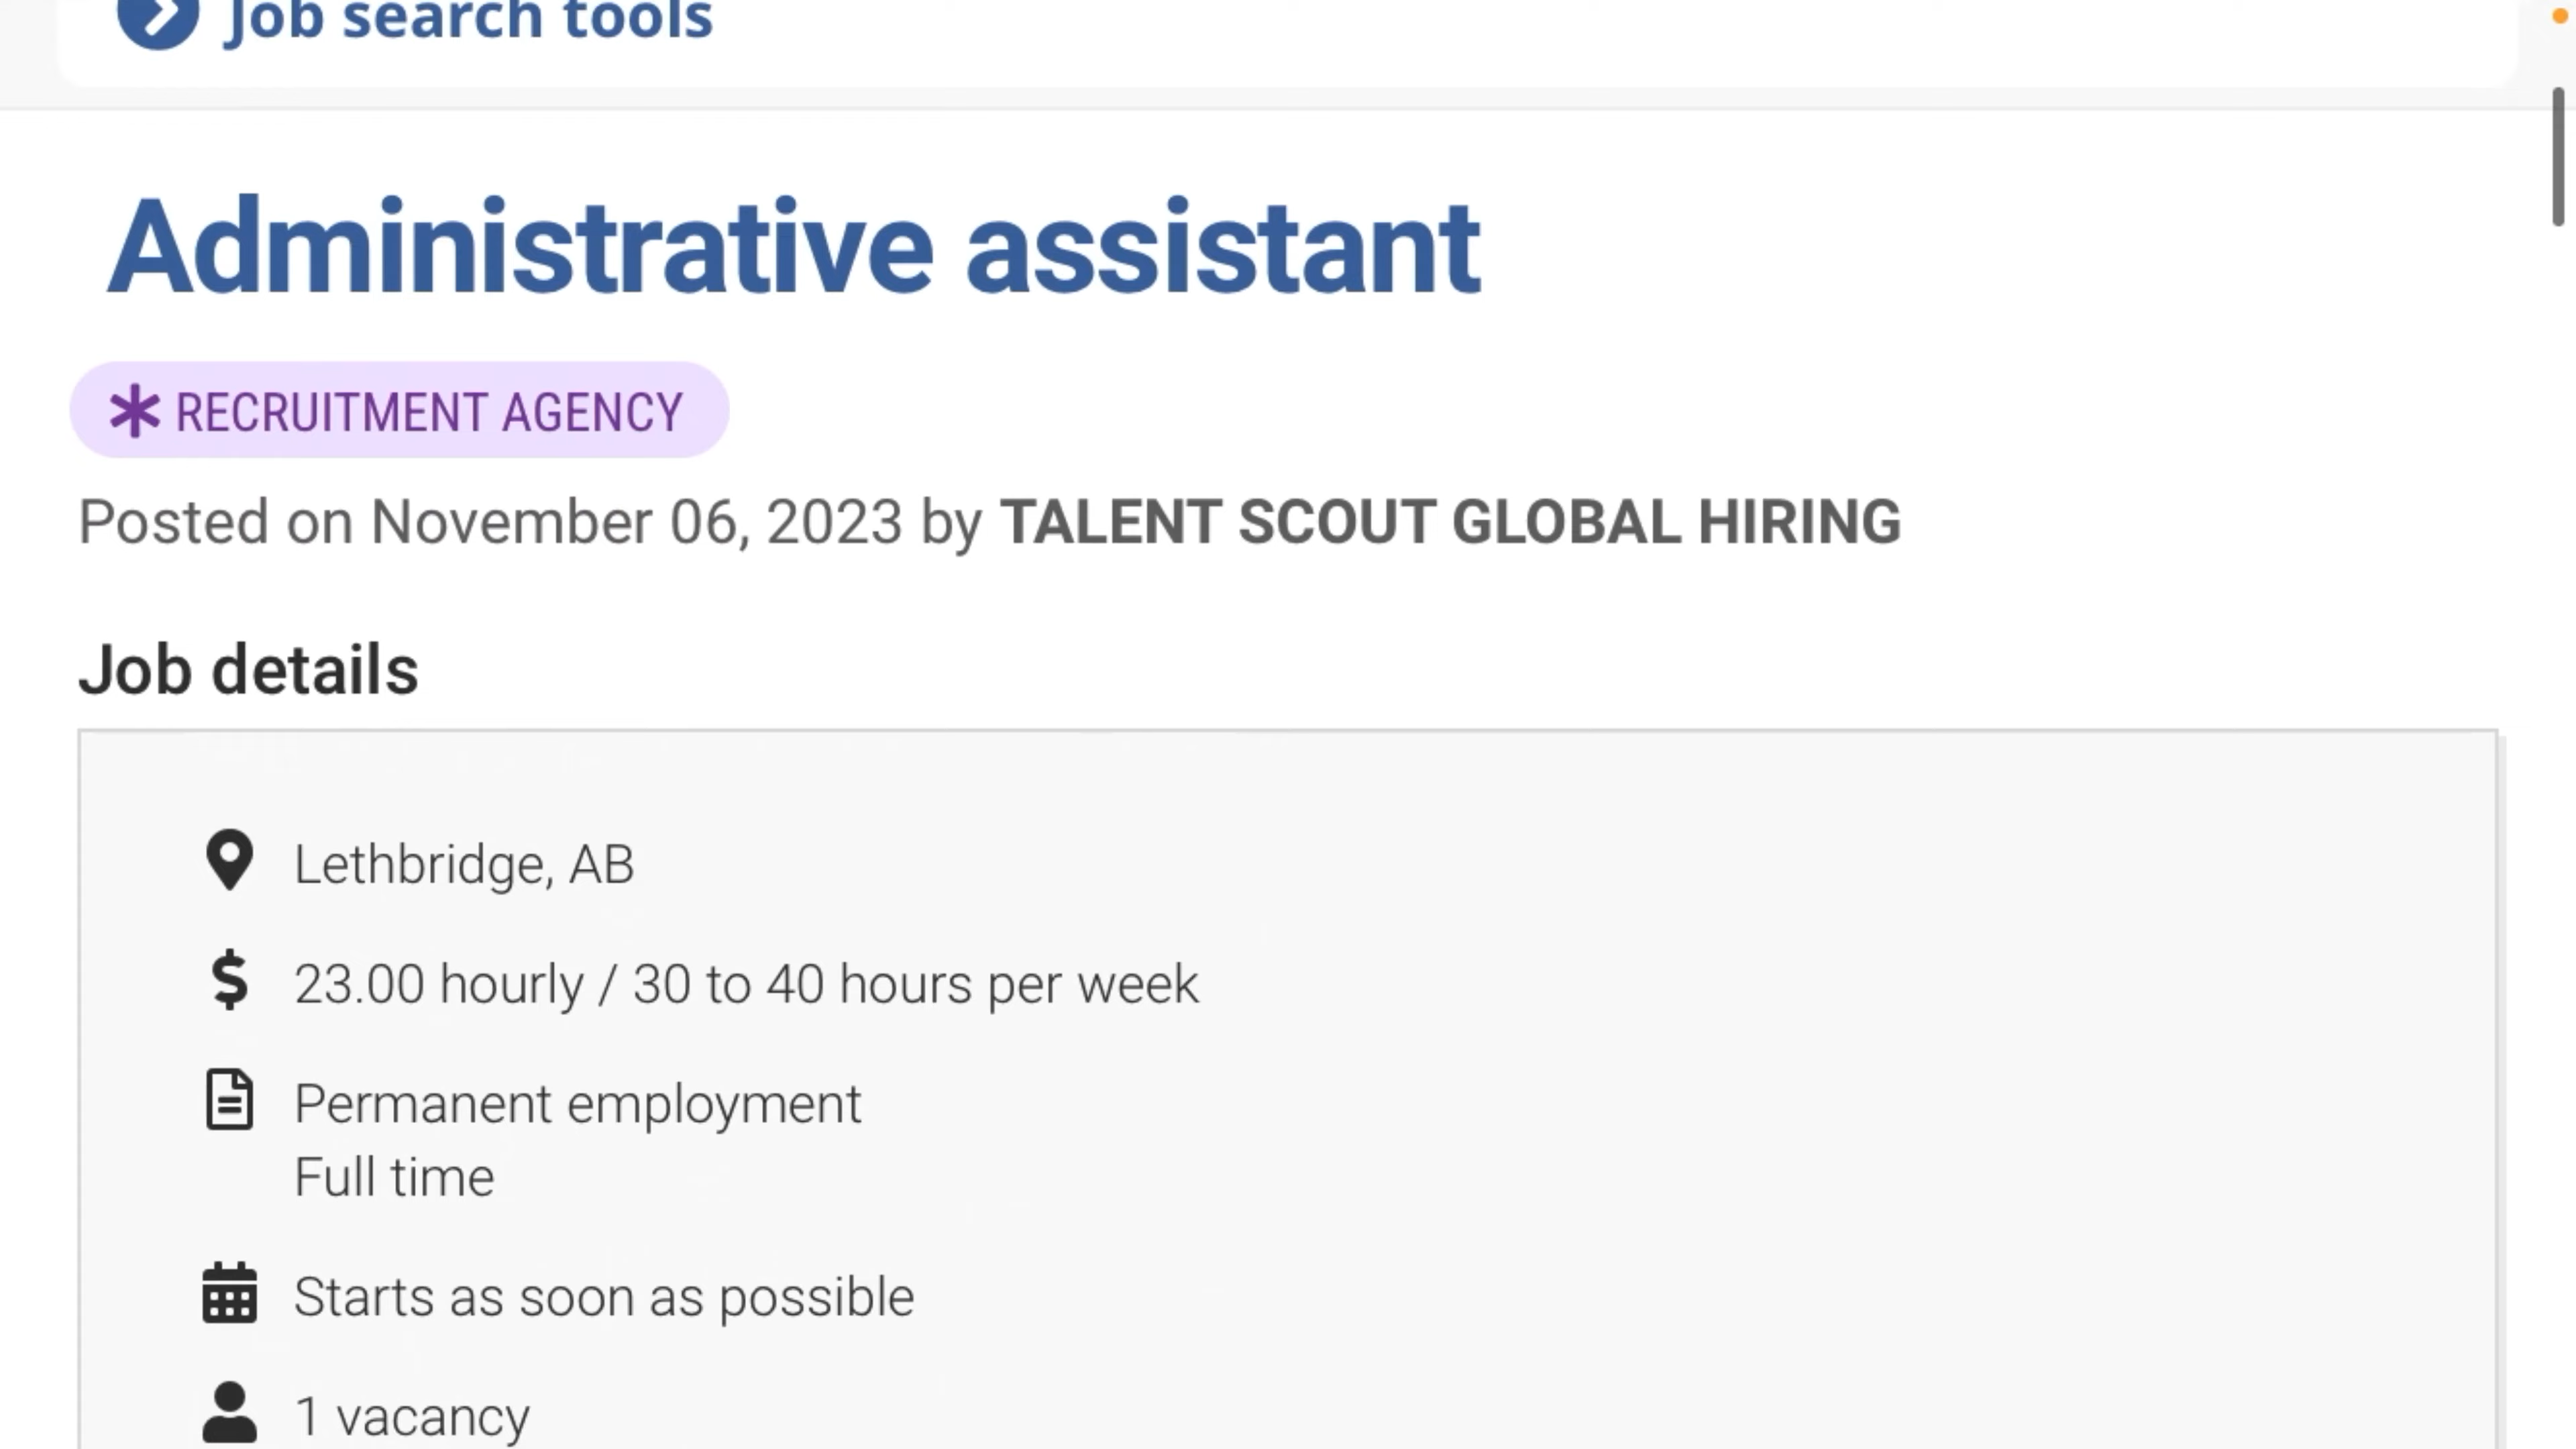 Job search tools
Administrative assistant
RECRUITMENT AGENCY
Posted on November 06, 2023 by TALENT SCOUT GLOBAL HIRING
Job details
Lethbridge, AB
$ 23.00 hourly / 30 to 40 hours per week
Permanent employment
Full time
Starts as soon as possible
1 vacancy